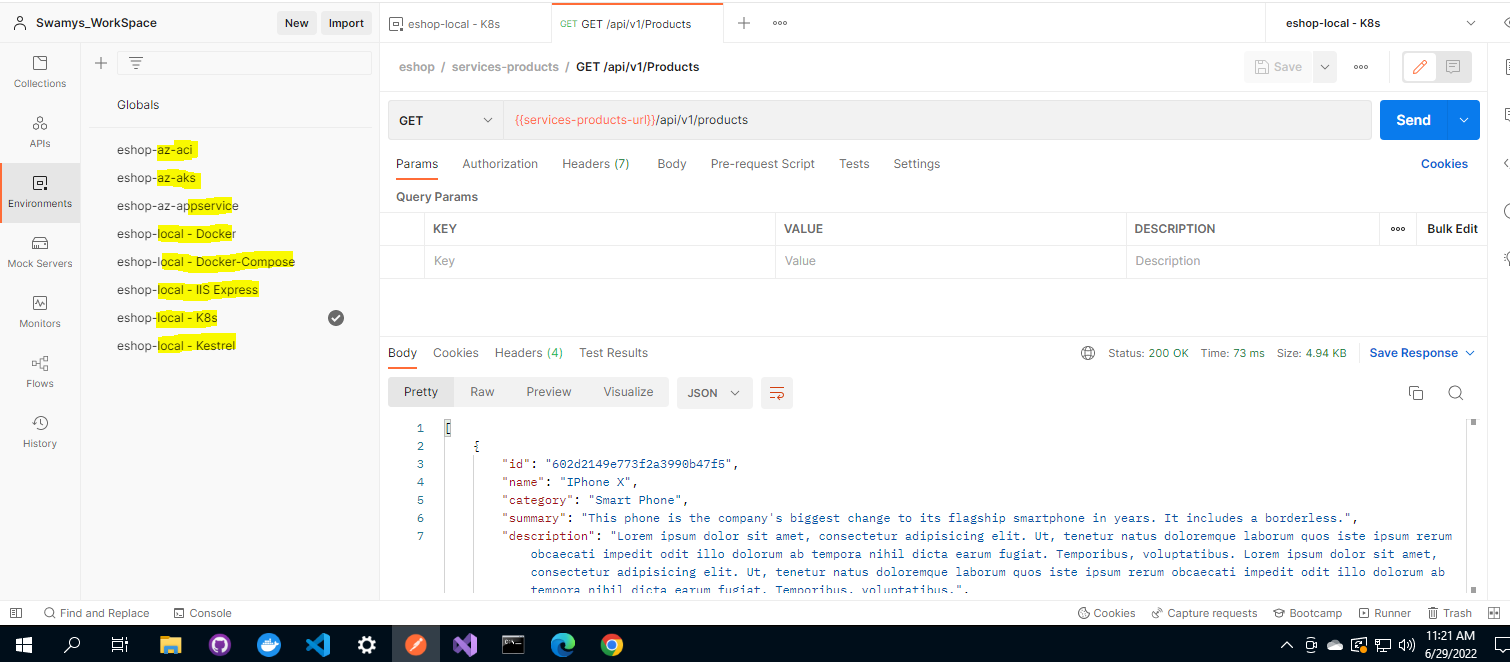 Swamys_WorkSpace
New
Import
eshop-local - K8s
GET GET /api/v1/Products
eshop-local - K8s
Collections
APIs
Environments
Mock Servers
Monitors
Flows
History
Globals
eshop-az-aci
eshop-az-aks
eshop-az-appservice
eshop-local - Docker
eshop-local - Docker-Compose
eshop-local - IIS Express
eshop-local - K8s
eshop-local - Kestrel
eshop / services-products / GET /api/v1/Products
Save
GET
{{services-products-url}}/api/v1/products
Send
Params Authorization Headers (7) Body Pre-request Script Tests Settings
Cookies
Query Params
KEY VALUE DESCRIPTION
Bulk Edit
Key Value Description
Body Cookies Headers (4) Test Results
Status: 200 OK Time: 73 ms Size: 4.94 KB
Save Response
Pretty Raw Preview Visualize
JSON
1 [
2 {
3 "id": "602d2149e773f2a3990b47f5",
4 "name": "IPhone X",
5 "category": "Smart Phone",
6 "summary": "This phone is the company's biggest change to its flagship smartphone in years. It includes a borderless.",
7 "description": "Lorem ipsum dolor sit amet, consectetur adipisicing elit. Ut, tenetur natus doloremque laborum quos iste ipsum rerum
obcaecati impedit odit illo dolorum ab tempora nihil dicta earum fugiat. Temporibus, voluptatibus. Lorem ipsum dolor sit amet,
consectetur adipisicing elit. Ut, tenetur natus doloremque laborum quos iste ipsum rerum obcaecati impedit odit illo dolorum ab
tempora nihil dicta earum fugiat. Temporibus, voluptatibus.",
Find and Replace
Console
Cookies
Capture requests
Bootcamp
Runner
Trash
11:21 AM
6/29/2022